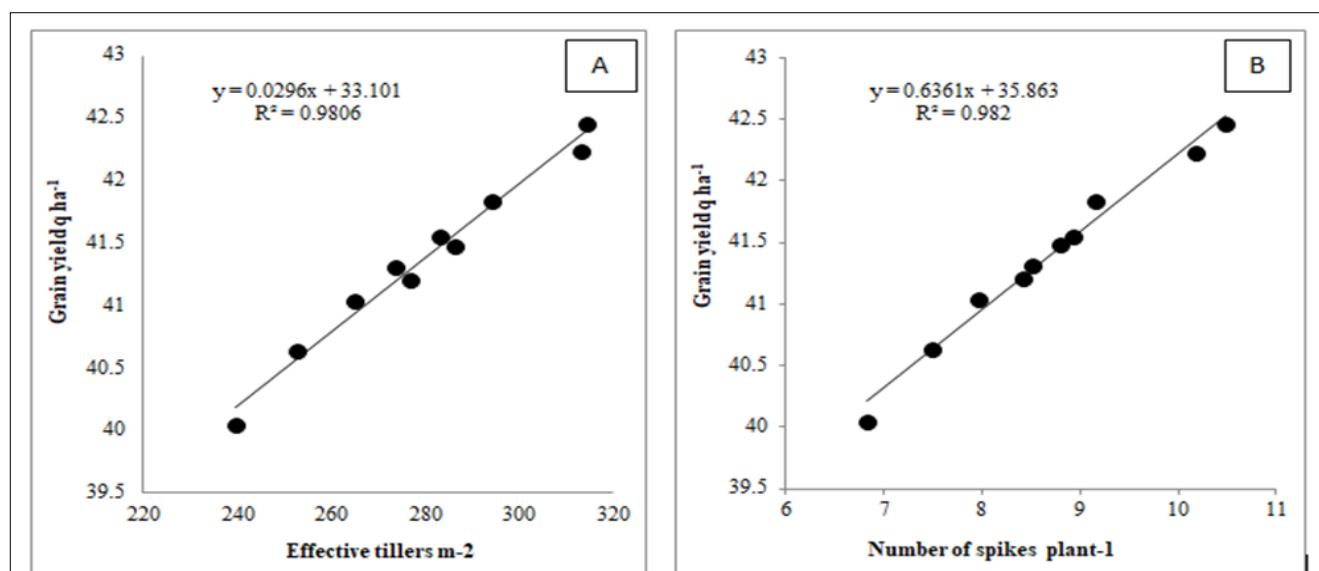 A
y = 0.0296x + 33.101
R² = 0.9806
43
42.5
42
41.5
41
40.5
40
39.5
Grain yield q ha-1
220 240 260 280 300 320
Effective tillers m-2
B
y = 0.6361x + 35.863
R² = 0.982
43
42.5
42
41.5
41
40.5
40
39.5
Grain yield q ha-1
6 7 8 9 10 11
Number of spikes plant-1